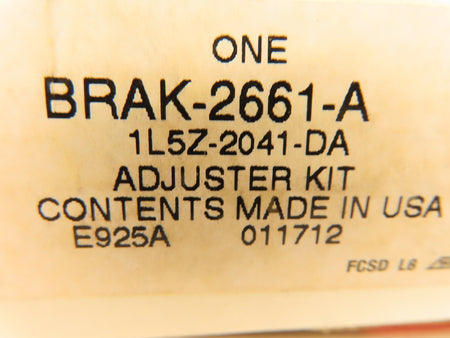 ONE
BRAK-2661-A
1L5Z-2041-DA
ADJUSTER KIT
CONTENTS MADE IN USA
E925A 011712
FCSD L8